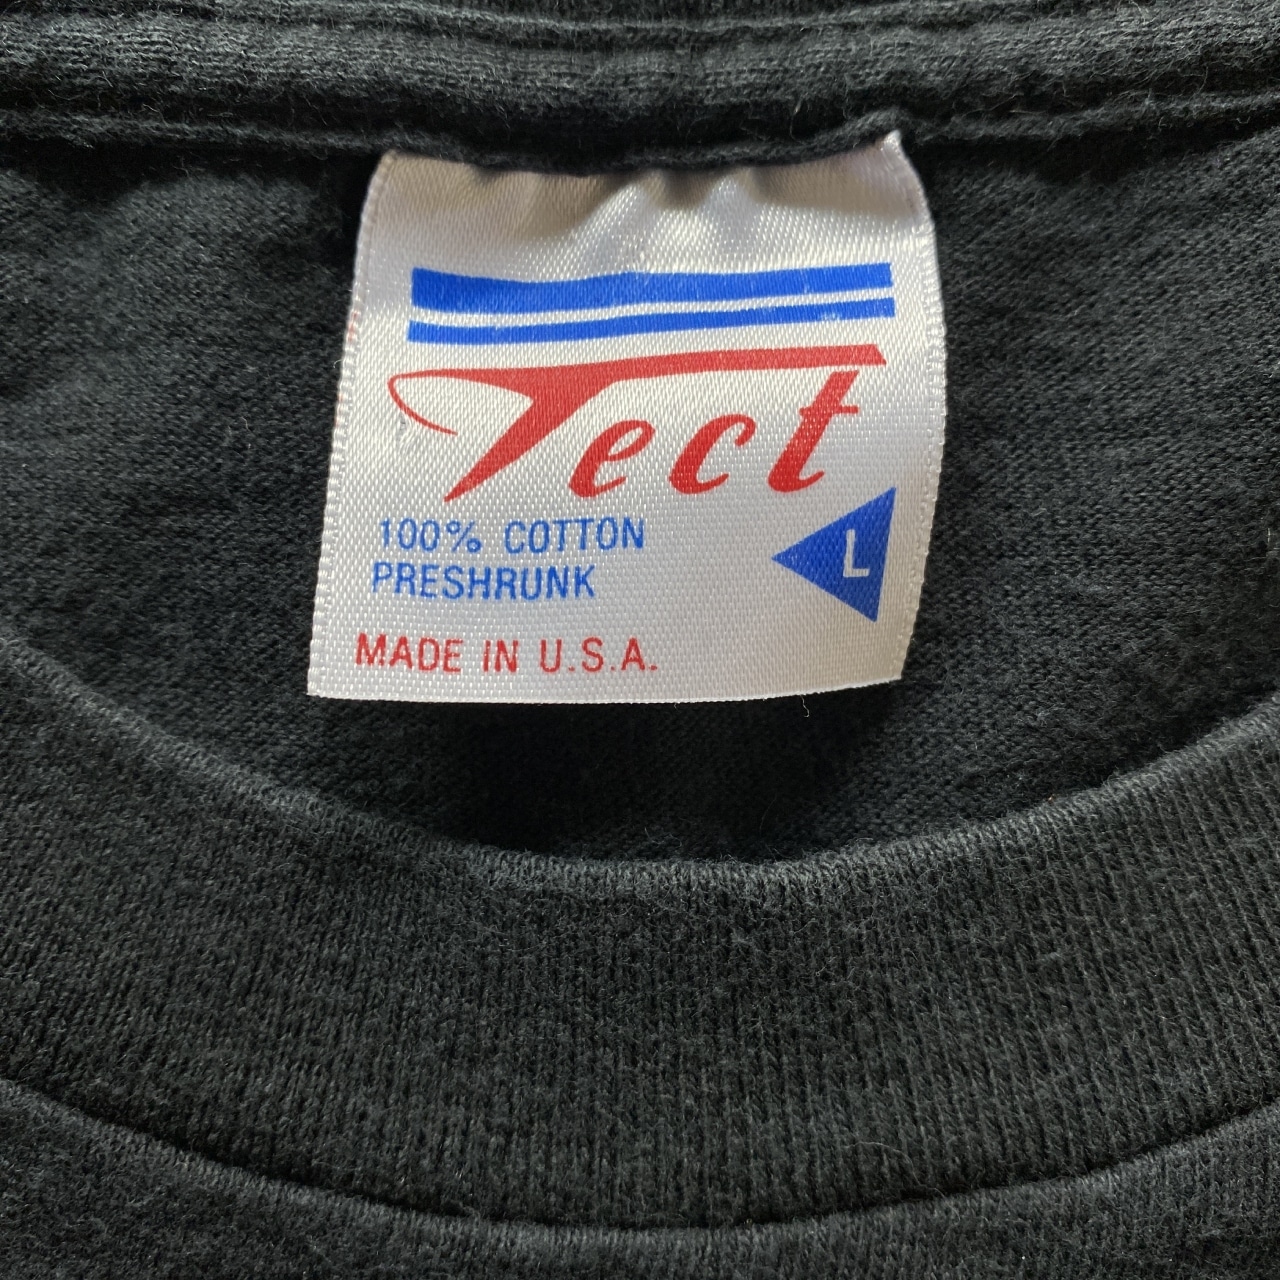 Tect
100% COTTON
PRESHRUNK
L
MADE IN U.S.A.